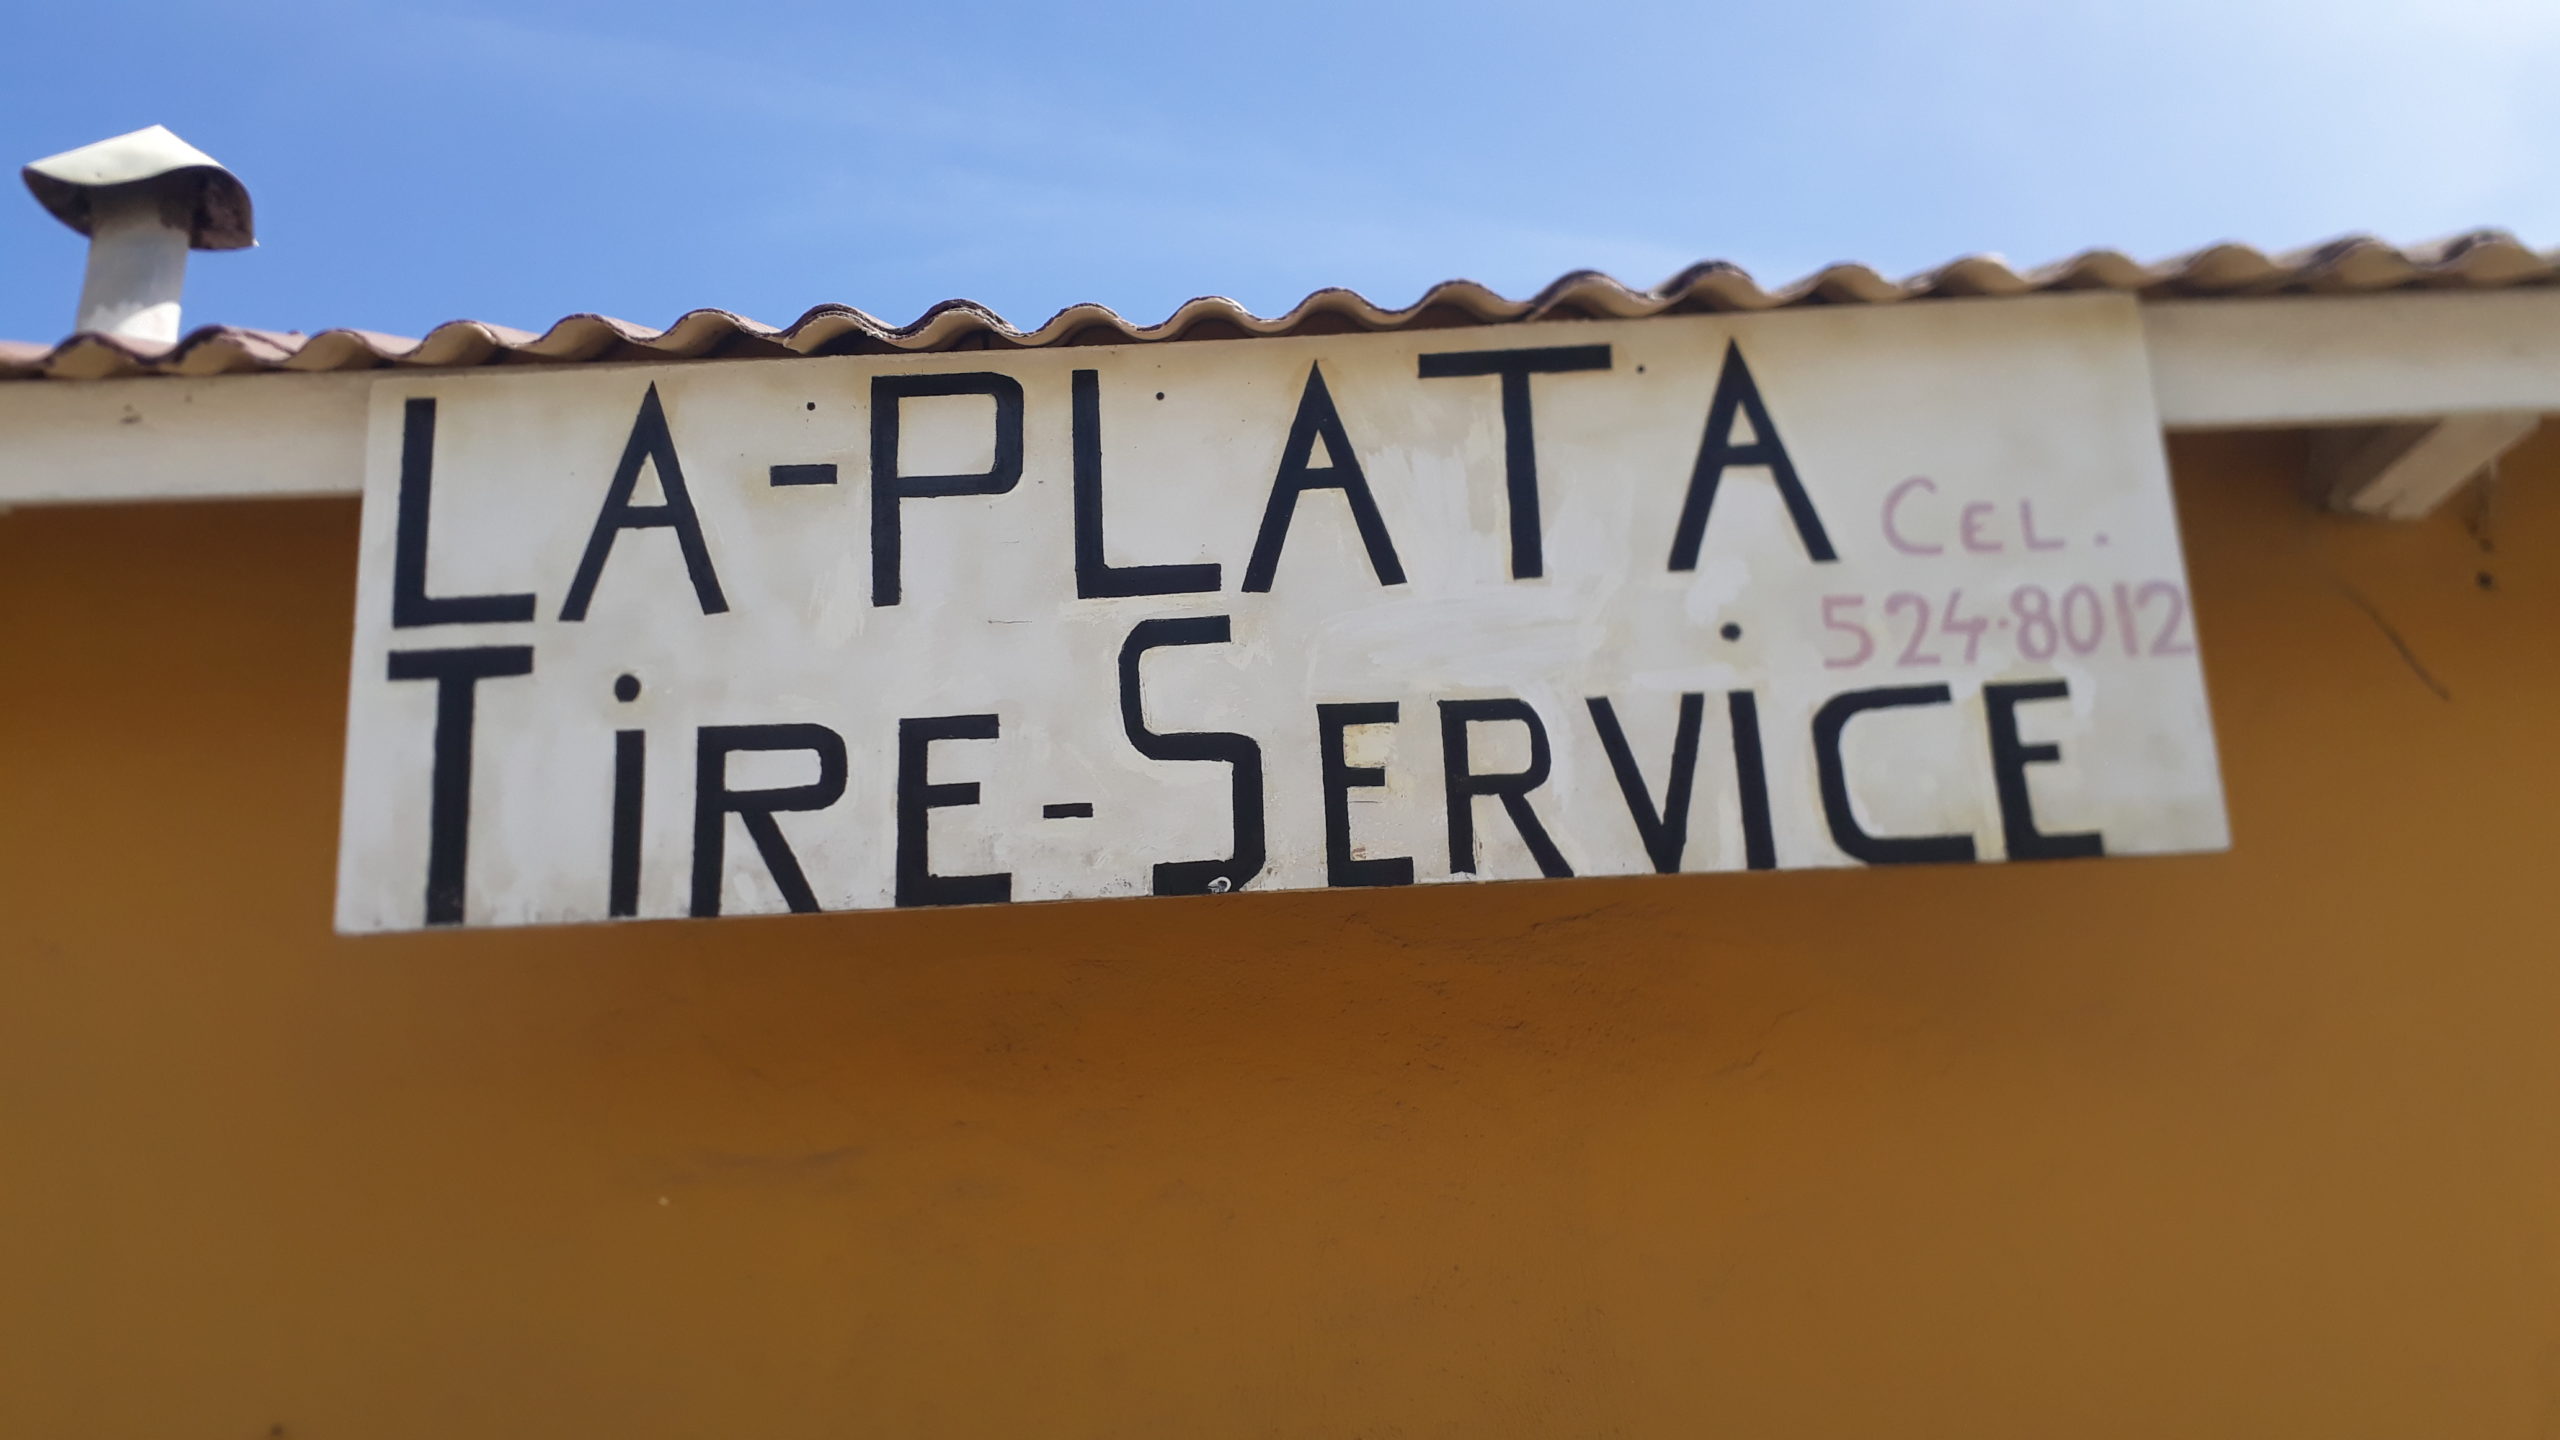 LA-PLATA
CEL.
524·8012
TiRE-SERViCE